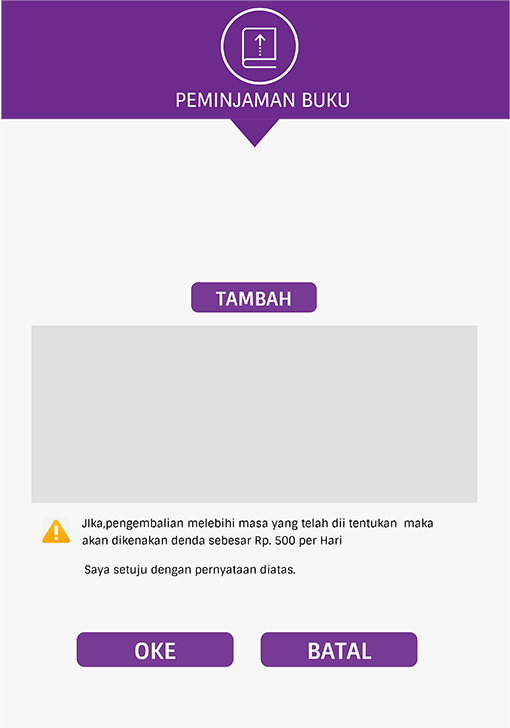 PEMINJAMAN BUKU
TAMBAH
JIka,pengembalian melebihi masa yang telah dii tentukan maka
akan dikenakan denda sebesar Rp. 500 per Hari
Saya setuju dengan pernyataan diatas.
OKE BATAL